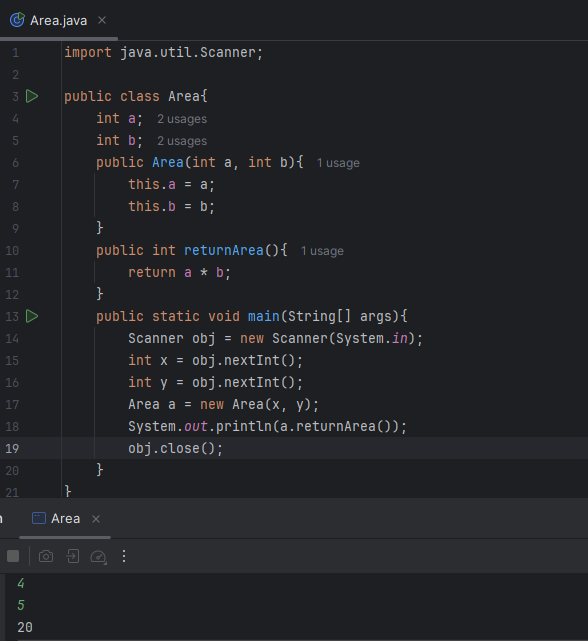 Area.java
1 import java.util.Scanner;
2
3 public class Area{
4 int a; 2 usages
5 int b; 2 usages
6 public Area(int a, int b){ 1 usage
7 this.a = a;
8 this.b = b;
9 }
10 public int returnArea(){ 1 usage
11 return a * b;
12 }
13 public static void main(String[] args){
14 Scanner obj = new Scanner(System.in);
15 int x = obj.nextInt();
16 int y = obj.nextInt();
17 Area a = new Area(x, y);
18 System.out.println(a.returnArea());
19 obj.close();
20 }
21 }
Area
4
5
20